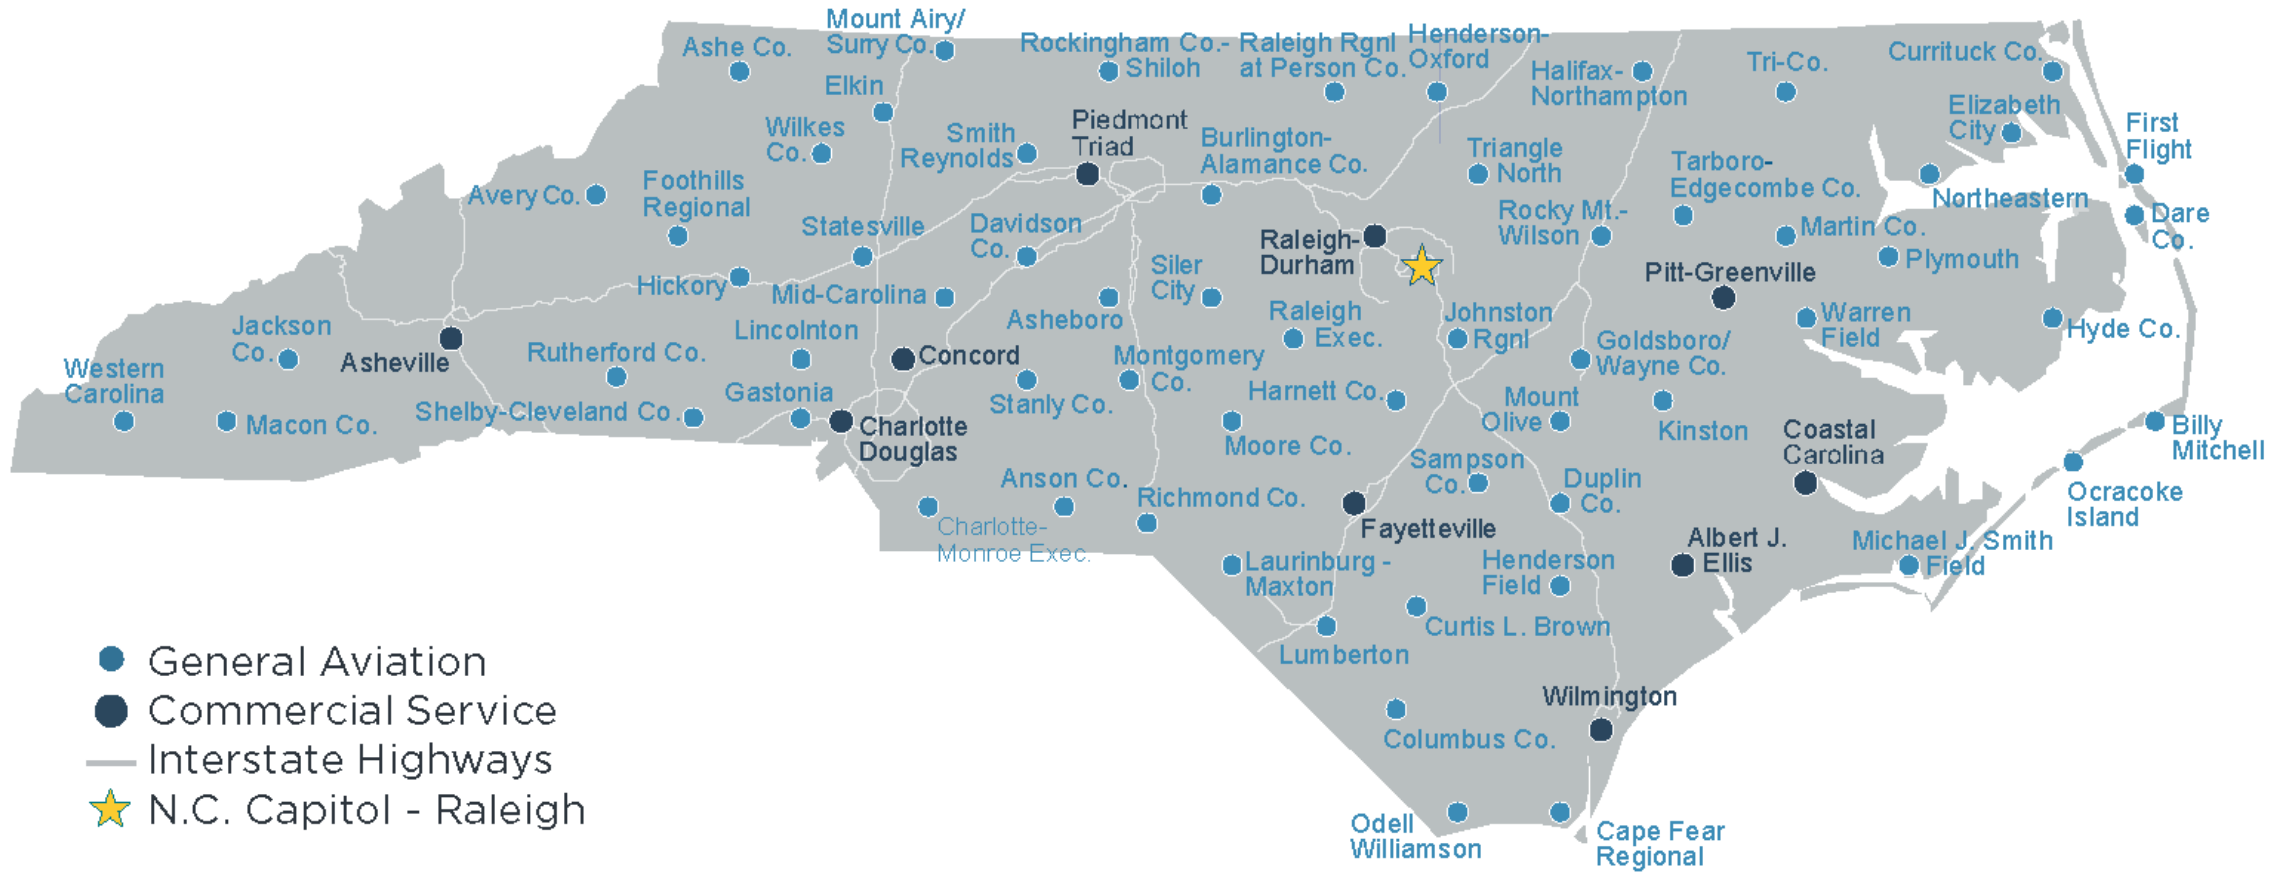 Mount Airy/
Surry Co.
Ashe Co.
Rockingham Co.-
Shiloh
Raleigh Rgnl
at Person Co.
Henderson-
Oxford
Halifax-
Northampton
Tri-Co.
Currituck Co.
Elkin
Elizabeth
City
First
Flight
Wilkes
Co.
Smith
Reynolds
Piedmont
Triad
Burlington-
Alamance Co.
Triangle
North
Tarboro-
Edgecombe Co.
Northeastern
Avery Co.
Foothills
Regional
Statesville
Davidson
Co.
Raleigh-
Durham
Rocky Mt.-
Wilson
Martin Co.
Dare
Co.
Plymouth
Hickory
Mid-Carolina
Siler
City
Pitt-Greenville
Jackson
Co.
Asheville
Lincolnton
Asheboro
Raleigh
Exec.
Johnston
Rgnl
Warren
Field
Hyde Co.
Western
Carolina
Rutherford Co.
Concord
Montgomery
Co.
Goldsboro/
Wayne Co.
Macon Co.
Shelby-Cleveland Co.
Gastonia
Stanly Co.
Harnett Co.
Mount
Olive
Kinston
Charlotte
Douglas
Moore Co.
Coastal
Carolina
Billy
Mitchell
Anson Co.
Richmond Co.
Sampson
Co.
Duplin
Co.
Ocracoke
Island
Charlotte-
Monroe Exec.
Fayetteville
Albert J.
Ellis
Michael J. Smith
Field
Laurinburg -
Maxton
Henderson
Field
Curtis L. Brown
Lumberton
Wilmington
Columbus Co.
Odell
Williamson
Cape Fear
Regional
General Aviation
Commercial Service
Interstate Highways
N.C. Capitol - Raleigh